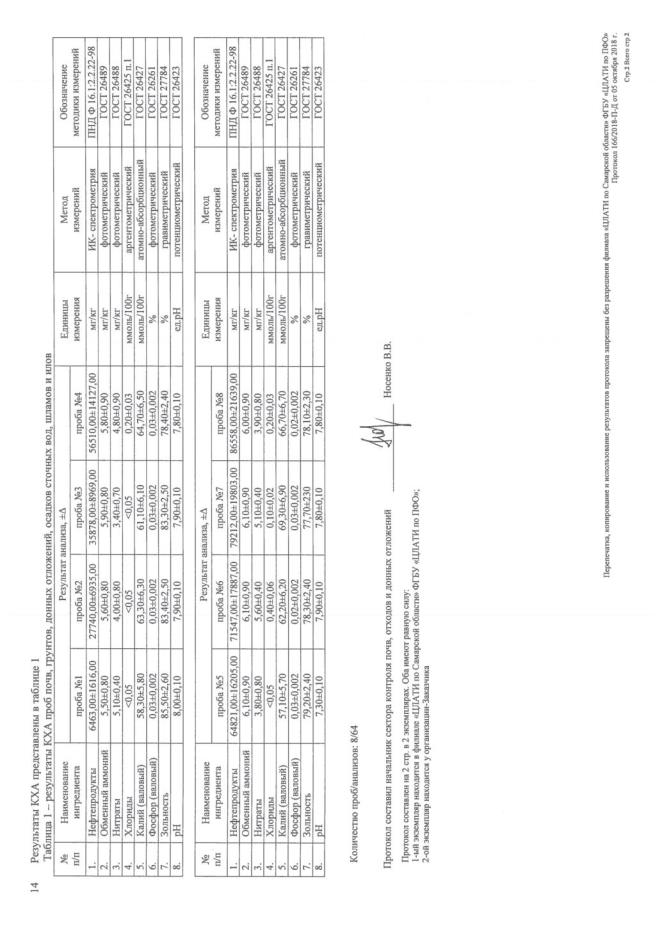 14
Результаты КХА представлены в таблице 1
Таблица 1 – результаты КХА проб почв, грунтов, донных отложений, осадков сточных вод, шламов и илов
№ п/п Наименование ингредиента Результат анализа, ±Δ Единицы измерения Метод измерений Обозначение методики измерений
проба №1 проба №2 проба №3 проба №4
1. Нефтепродукты 6463,00±1616,00 27740,00±6935,00 35878,00±8969,00 56510,00±14127,00 мг/кг ИК- спектрометрия ПНД Ф 16.1:2.2.22-98
2. Обменный аммоний 5,50±0,80 5,60±0,80 5,90±0,80 5,80±0,90 мг/кг фотометрический ГОСТ 26489
3. Нитраты 5,10±0,40 4,00±0,80 3,40±0,70 4,80±0,90 мг/кг фотометрический ГОСТ 26488
4. Хлориды <0,05 <0,05 <0,05 0,20±0,03 ммоль/100г аргентометрический ГОСТ 26425 п.1
5. Калий (валовый) 58,30±5,80 63,30±6,30 61,10±6,10 64,70±6,50 ммоль/100г атомно-абсорбционный ГОСТ 26427
6. Фосфор (валовый) 0,03±0,002 0,03±0,002 0,03±0,002 0,03±0,002 % фотометрический ГОСТ 26261
7. Зольность 85,50±2,60 83,40±2,50 83,30±2,50 78,40±2,40 % гравиметрический ГОСТ 27784
8. pH 8,00±0,10 7,90±0,10 7,90±0,10 7,80±0,10 ед.pH потенциометрический ГОСТ 26423
№ п/п Наименование ингредиента Результат анализа, ±Δ Единицы измерения Метод измерений Обозначение методики измерений
проба №5 проба №6 проба №7 проба №8
1. Нефтепродукты 64821,00±16205,00 71547,00±17887,00 79212,00±19803,00 86558,00±21639,00 мг/кг ИК- спектрометрия ПНД Ф 16.1:2.2.22-98
2. Обменный аммоний 6,10±0,90 6,10±0,90 6,10±0,90 6,00±0,90 мг/кг фотометрический ГОСТ 26489
3. Нитраты 3,80±0,80 5,60±0,40 5,10±0,40 3,90±0,80 мг/кг фотометрический ГОСТ 26488
4. Хлориды <0,05 0,40±0,06 0,10±0,02 0,20±0,03 ммоль/100г аргентометрический ГОСТ 26425 п.1
5. Калий (валовый) 57,10±5,70 62,20±6,20 69,30±6,90 66,70±6,70 ммоль/100г атомно-абсорбционный ГОСТ 26427
6. Фосфор (валовый) 0,03±0,002 0,02±0,002 0,03±0,002 0,02±0,002 % фотометрический ГОСТ 26261
7. Зольность 79,20±2,40 78,30±2,40 77,70±230 78,10±2,30 % гравиметрический ГОСТ 27784
8. pH 7,30±0,10 7,90±0,10 7,80±0,10 7,80±0,10 ед.pH потенциометрический ГОСТ 26423
Количество проб/анализов: 8/64
Протокол составил начальник сектора контроля почв, отходов и донных отложений Носенко В.В.
Протокол составлен на 2 стр. в 2 экземплярах. Оба имеют равную силу:
1-ый экземпляр находится в филиале «ЦЛАТИ по Самарской области» ФГБУ «ЦЛАТИ по ПФО»;
2-ой экземпляр находится у организации-Заказчика
Перепечатка, копирование и использование результатов протокола запрещены без разрешения филиала «ЦЛАТИ по Самарской области» ФГБУ «ЦЛАТИ по ПФО»
Протокол 166/2018-П-Д от 05 октября 2018 г.
Стр.2 Всего стр.2